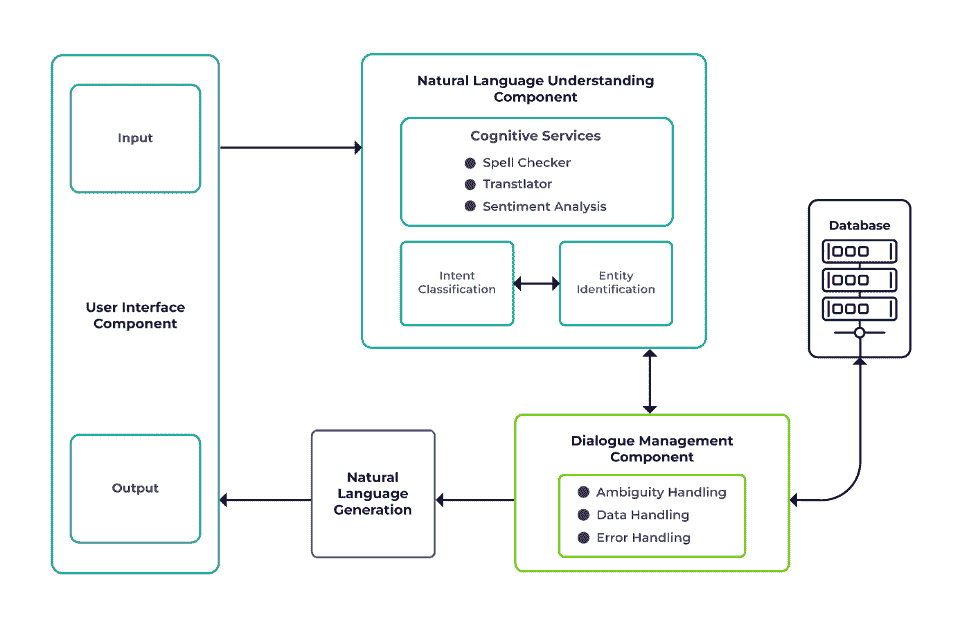 Natural Language Understanding
Component
Input
Cognitive Services
Spell Checker
Transtlator
Sentiment Analysis
Database
Intent
Classification
Entity
Identification
User Interface
Component
Dialogue Management
Component
Natural
Language
Generation
Output
Ambiguity Handling
Data Handling
Error Handling